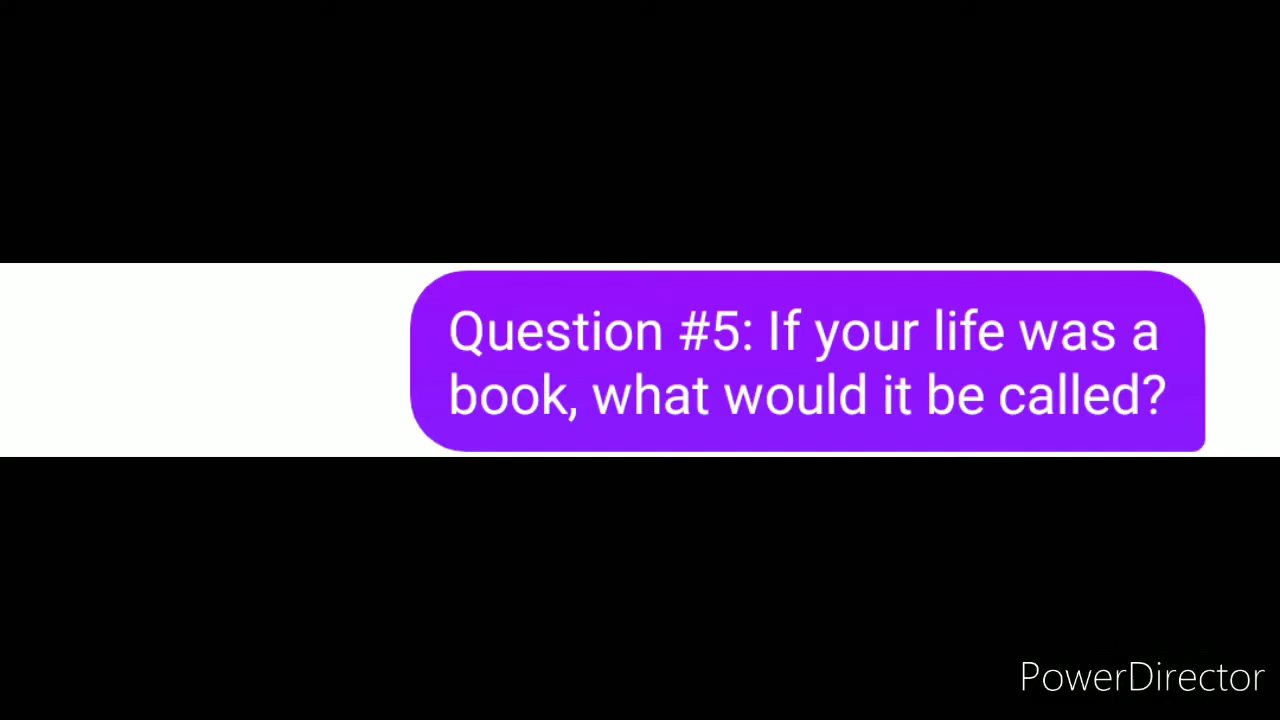 Question #5: If your life was a
book, what would it be called?
PowerDirector